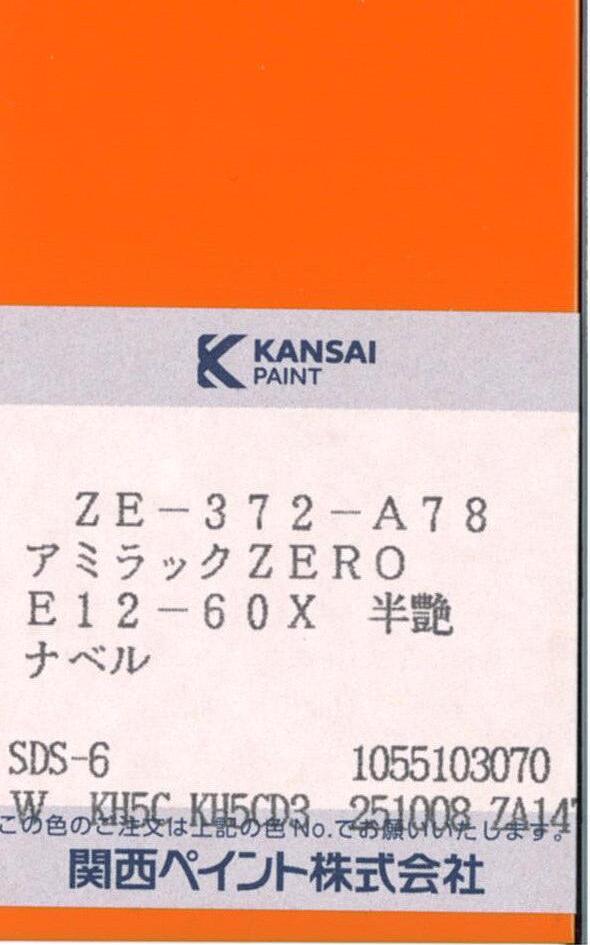 KANSAI
PAINT
ZE-372-A78
アミラックZERO
E12-60X 半艶
ナベル
SDS-6 1055103070
W KH5C KH5CD3 251008 ZA147
この色のご注文は上記の色No.でお願いいたします。
関西ペイント株式会社